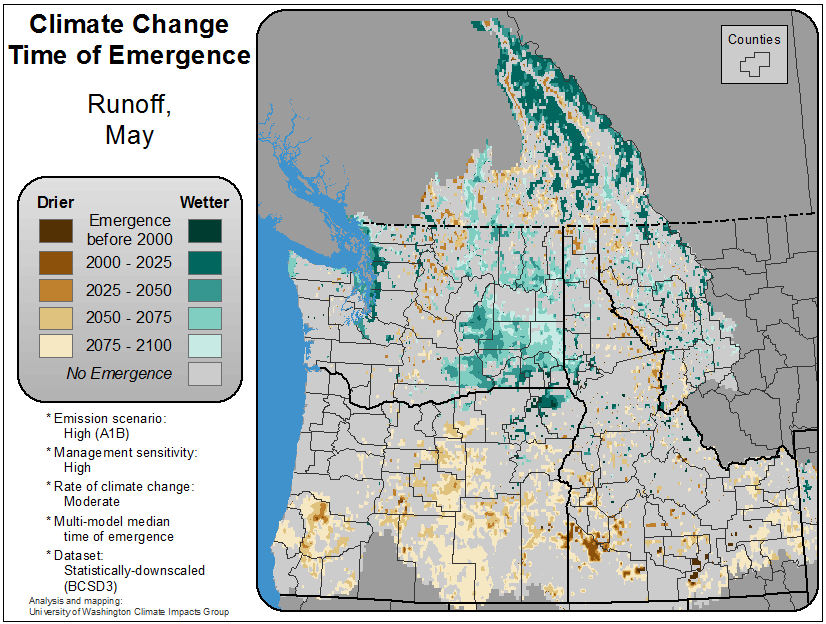 Climate Change
Time of Emergence
Runoff,
May
Counties
Drier
Wetter
Emergence
before 2000
2000 - 2025
2025 - 2050
2050 - 2075
2075 - 2100
No Emergence
* Emission scenario:
High (A1B)
* Management sensitivity:
High
* Rate of climate change:
Moderate
* Multi-model median
time of emergence
* Dataset:
Statistically-downscaled
(BCSD3)
Analysis and mapping:
University of Washington Climate Impacts Group